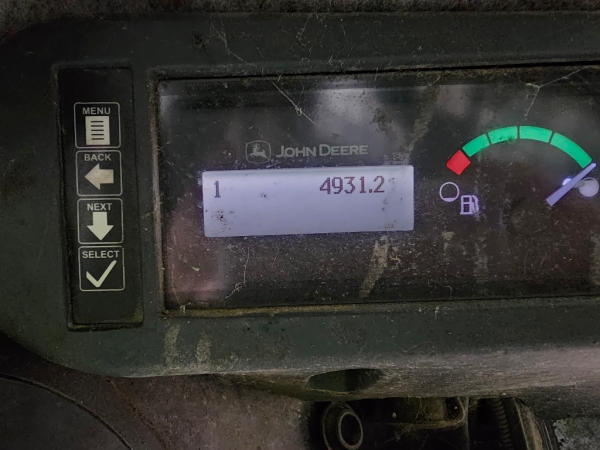 MENU
BACK
NEXT
SELECT
JOHN DEERE
1 4931.2